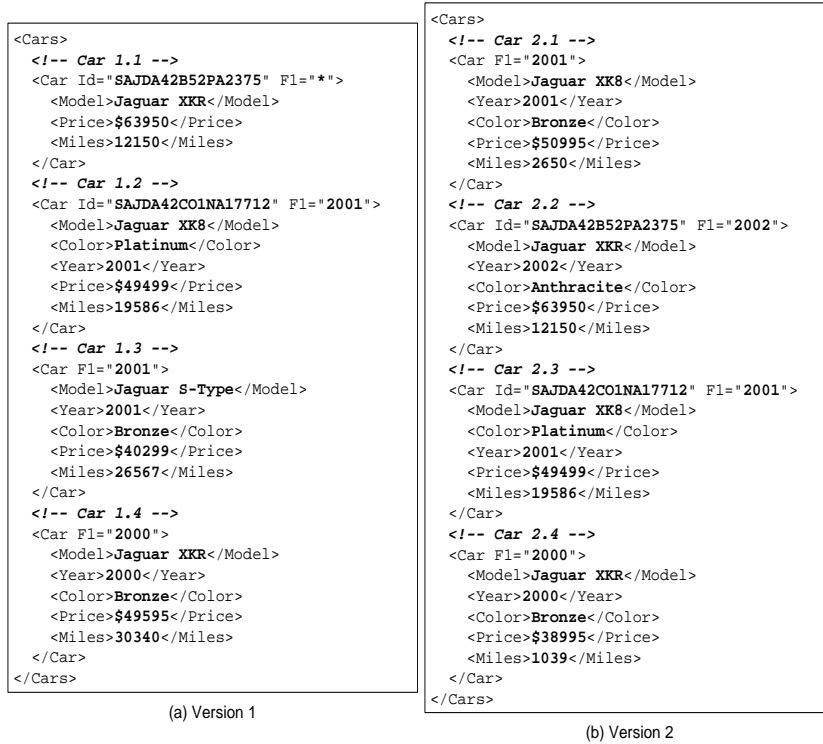 <Cars>
<!-- Car 1.1 -->
<Car Id="SAJDA42B52PA2375" F1="*">
<Model>Jaguar XKR</Model>
<Price>$63950</Price>
<Miles>12150</Miles>
</Car>
<!-- Car 1.2 -->
<Car Id="SAJDA42CO1NA17712" F1="2001">
<Model>Jaguar XK8</Model>
<Color>Platinum</Color>
<Year>2001</Year>
<Price>$49499</Price>
<Miles>19586</Miles>
</Car>
<!-- Car 1.3 -->
<Car F1="2001">
<Model>Jaguar S-Type</Model>
<Year>2001</Year>
<Color>Bronze</Color>
<Price>$40299</Price>
<Miles>26567</Miles>
</Car>
<!-- Car 1.4 -->
<Car F1="2000">
<Model>Jaguar XKR</Model>
<Year>2000</Year>
<Color>Bronze</Color>
<Price>$49595</Price>
<Miles>30340</Miles>
</Car>
</Cars>
(a) Version 1
<Cars>
<!-- Car 2.1 -->
<Car F1="2001">
<Model>Jaguar XK8</Model>
<Year>2001</Year>
<Color>Bronze</Color>
<Price>$50995</Price>
<Miles>2650</Miles>
</Car>
<!-- Car 2.2 -->
<Car Id="SAJDA42B52PA2375" F1="2002">
<Model>Jaguar XKR</Model>
<Year>2002</Year>
<Color>Anthracite</Color>
<Price>$63950</Price>
<Miles>12150</Miles>
</Car>
<!-- Car 2.3 -->
<Car Id="SAJDA42CO1NA17712" F1="2001">
<Model>Jaguar XK8</Model>
<Color>Platinum</Color>
<Year>2001</Year>
<Price>$49499</Price>
<Miles>19586</Miles>
</Car>
<!-- Car 2.4 -->
<Car F1="2000">
<Model>Jaguar XKR</Model>
<Year>2000</Year>
<Color>Bronze</Color>
<Price>$38995</Price>
<Miles>1039</Miles>
</Car>
</Cars>
(b) Version 2